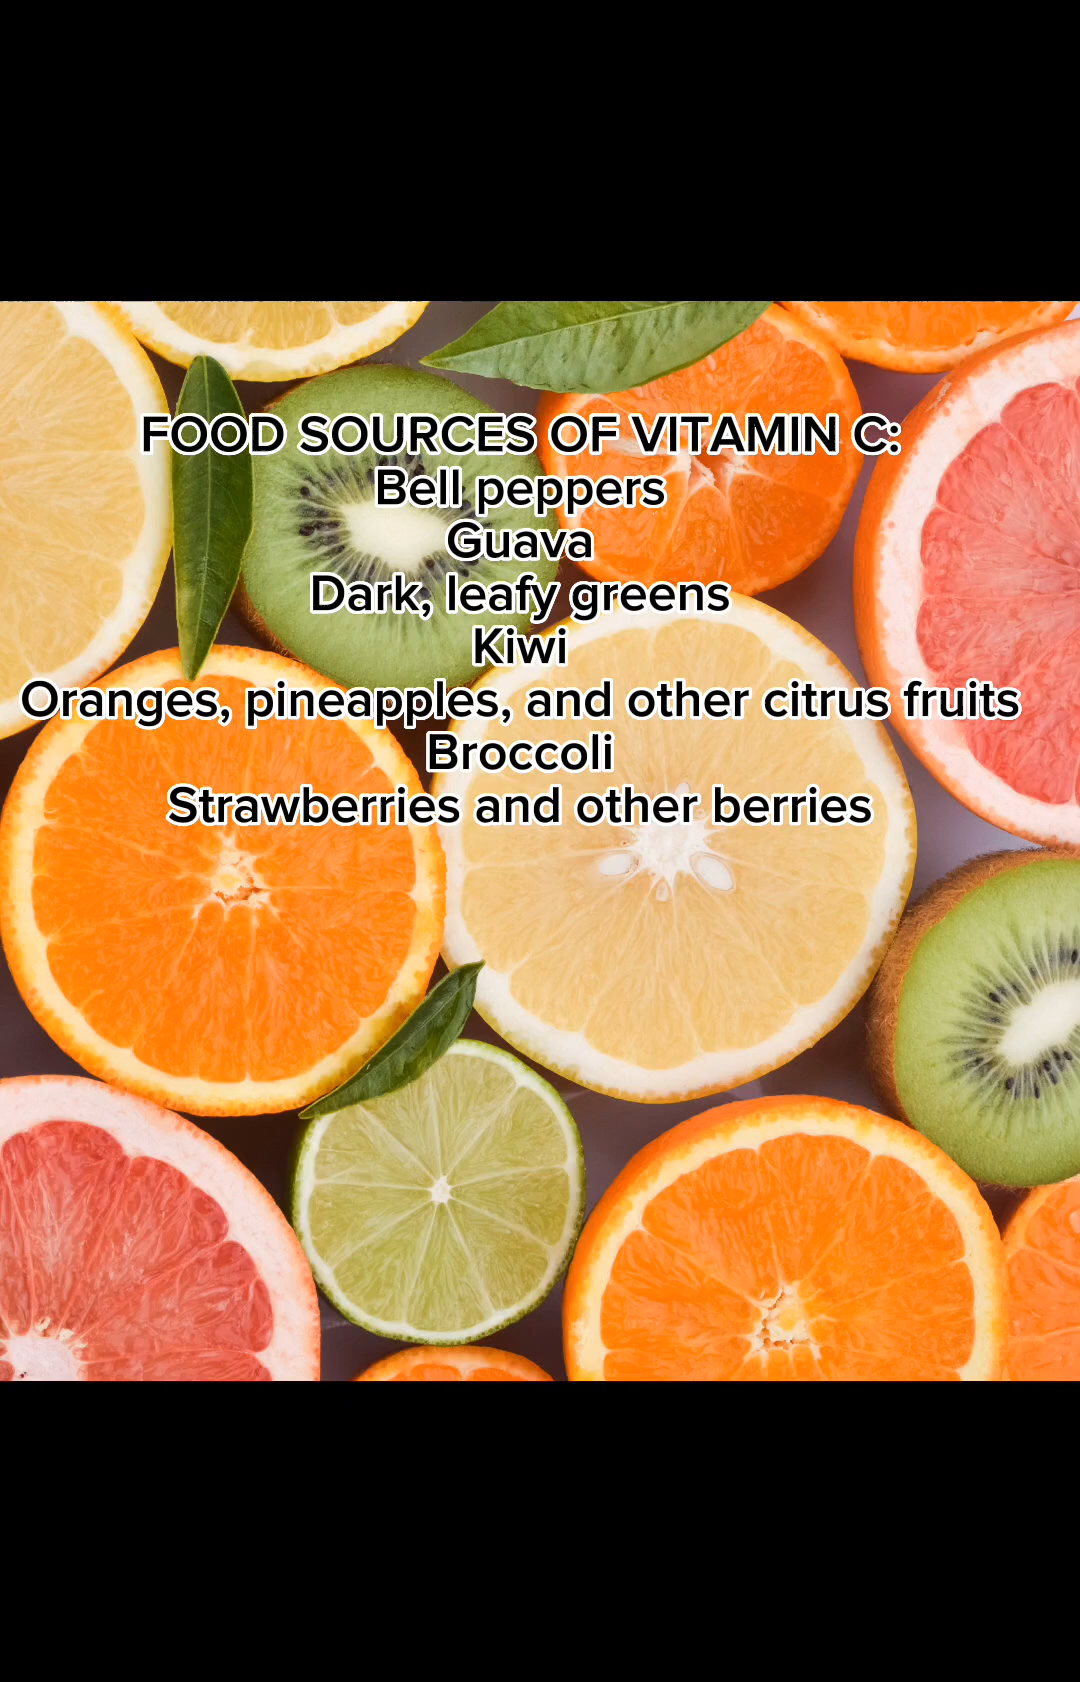 FOOD SOURCES OF VITAMIN C:
Bell peppers
Guava
Dark, leafy greens
Kiwi
Oranges, pineapples, and other citrus fruits
Broccoli
Strawberries and other berries